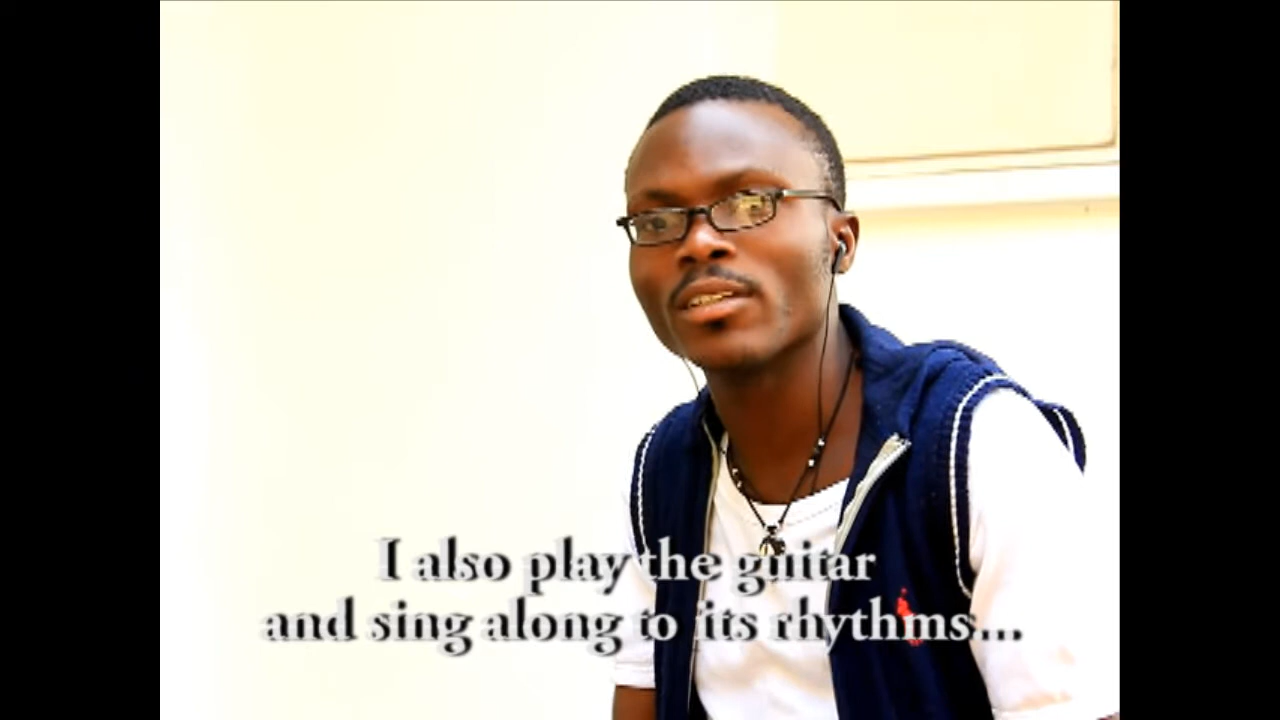 I also play the guitar
and sing along to its rhythms...